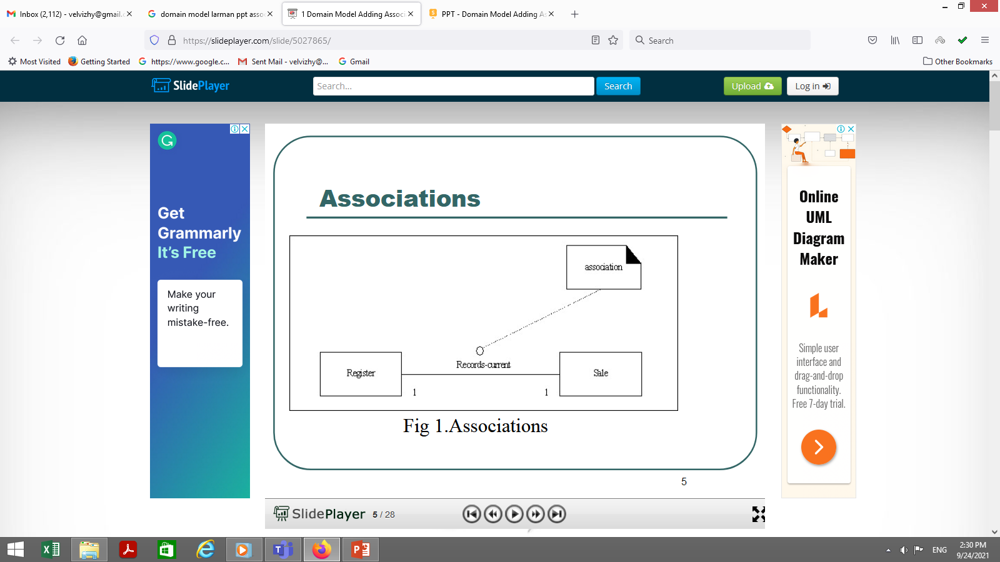 Inbox (2,112) - velvizhy@gmail.c
domain model larman ppt asso
1 Domain Model Adding Associ
PPT - Domain Model Adding As
https://slideplayer.com/slide/5027865/
Search
Most Visited
Getting Started
https://www.google.c...
Sent Mail - velvizhy@...
Gmail
Other Bookmarks
SlidePlayer
Search...
Search
Upload
Log in
Get
Grammarly
It's Free
Make your
writing
mistake-free.
Associations
association
Records-current
Register
Sale
1
1
Fig 1.Associations
5
Online
UML
Diagram
Maker
Simple user
interface and
drag-and-drop
functionality.
Free 7-day trial.
SlidePlayer
5 / 28
ENG
2:30 PM
9/24/2021